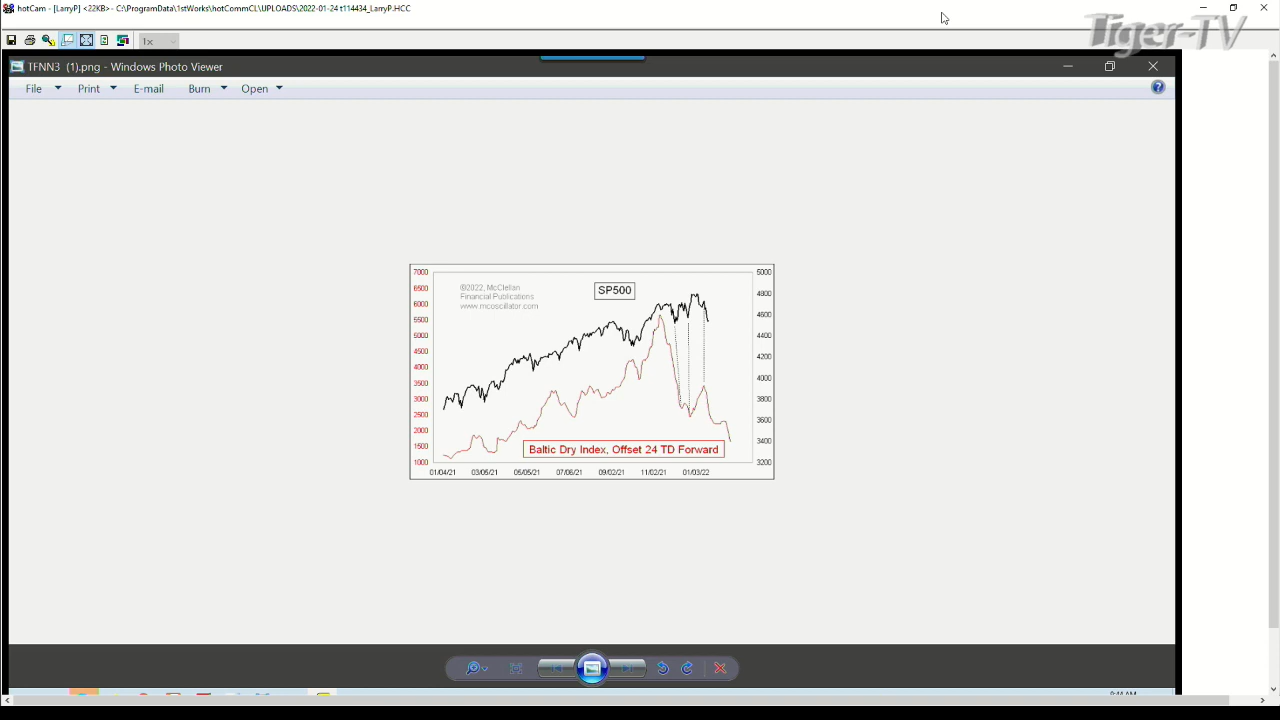 hotCam - [LarryP] <22KB> - C:\ProgramData\1stWorks\hotCommCL\UPLOADS\2022-01-24 t114434_LarryP.HCC
Tiger-TV
1x
TFNN3 (1).png - Windows Photo Viewer
File Print E-mail Burn Open
7000 5000
6500 4800
6000 4600
5500 4400
5000 4200
4500 4000
4000 3800
3500 3600
3000 3400
2500 3200
2000
1500
1000
©2022, McClellan
Financial Publications
www.mcoscillator.com
SP500
Baltic Dry Index, Offset 24 TD Forward
01/04/21 03/05/21 05/05/21 07/06/21 09/02/21 11/02/21 01/03/22